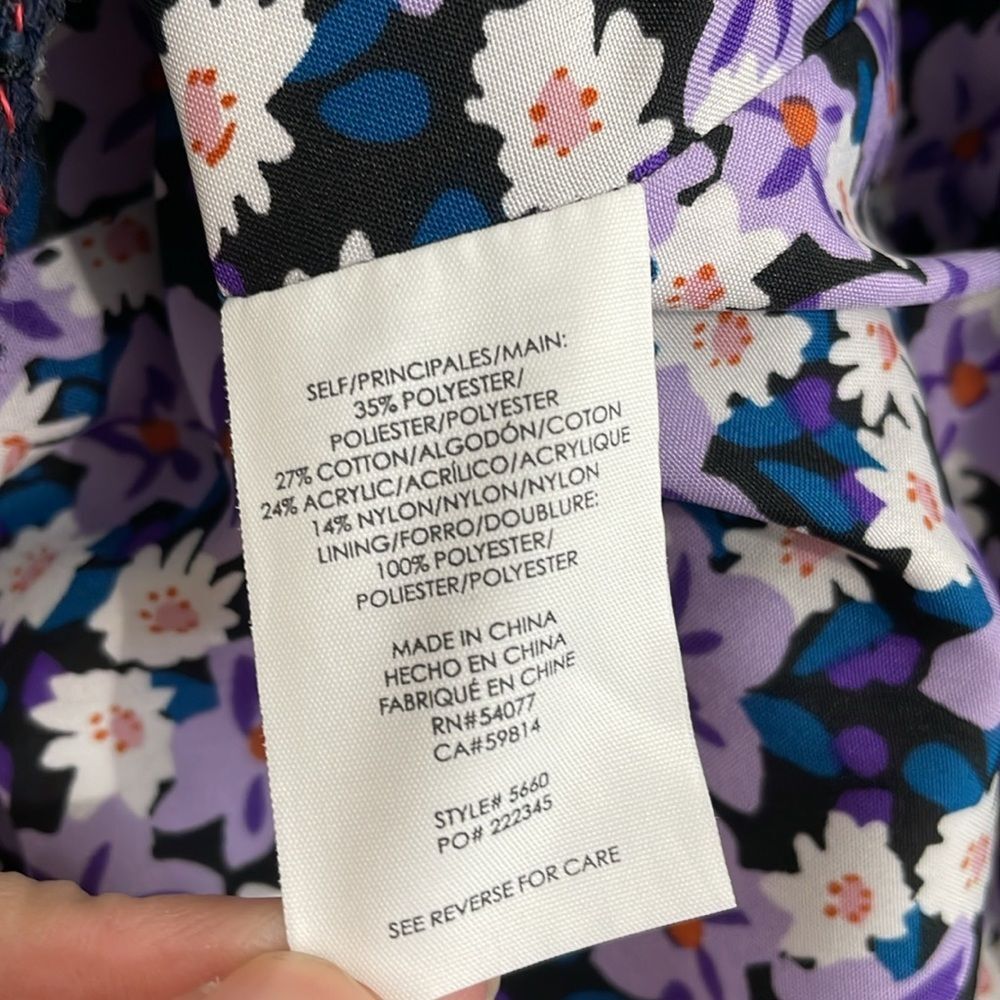 SELF/PRINCIPALES/MAIN:
35% POLYESTER/
POLIESTER/POLYESTER
27% COTTON/ALGODÓN/COTON
24% ACRYLIC/ACRÍLICO/ACRYLIQUE
14% NYLON/NYLON/NYLON
LINING/FORRO/DOUBLURE:
100% POLYESTER/
POLIESTER/POLYESTER
MADE IN CHINA
HECHO EN CHINA
FABRIQUÉ EN CHINE
RN#54077
CA#59814
STYLE# 5660
PO# 222345
SEE REVERSE FOR CARE